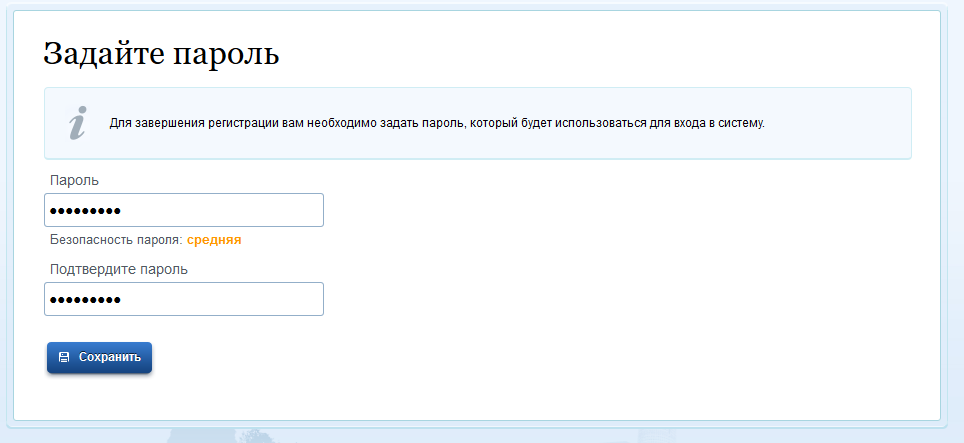 Задайте пароль
Для завершения регистрации вам необходимо задать пароль, который будет использоваться для входа в систему.
Пароль
•••••••••
Безопасность пароля: средняя
Подтвердите пароль
•••••••••
Сохранить